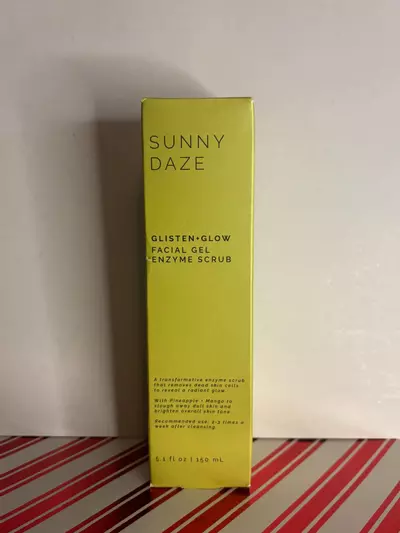 SUNNY
DAZE
GLISTEN+GLOW
FACIAL GEL
ENZYME SCRUB
A transformative enzyme scrub
that removes dead skin cells
to reveal a radiant glow.
With Pineapple + Mango to
slough away dull skin and
brighten overall skin tone.
Recommended use: 2-3 times a
week after cleansing.
5.1 fl.oz | 150 mL